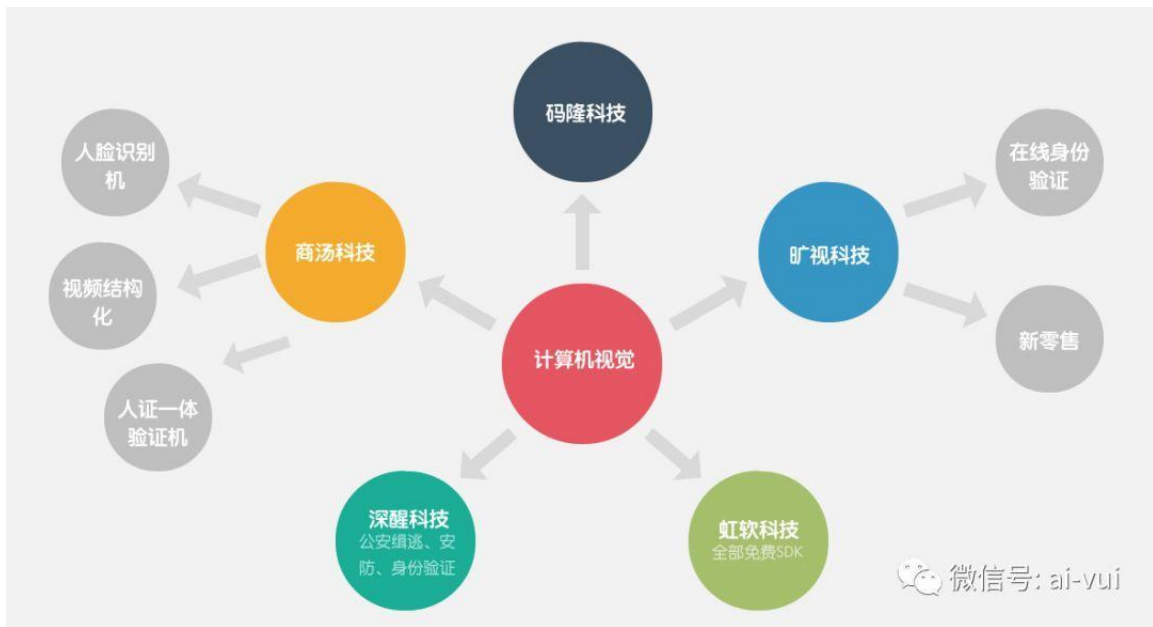 码隆科技
人脸识别
机
在线身份
验证
商汤科技
旷视科技
视频结构
化
新零售
计算机视觉
人证一体
验证机
深醒科技
公安缉逃、安
防、身份验证
虹软科技
全部免费SDK
微信号: ai-vui